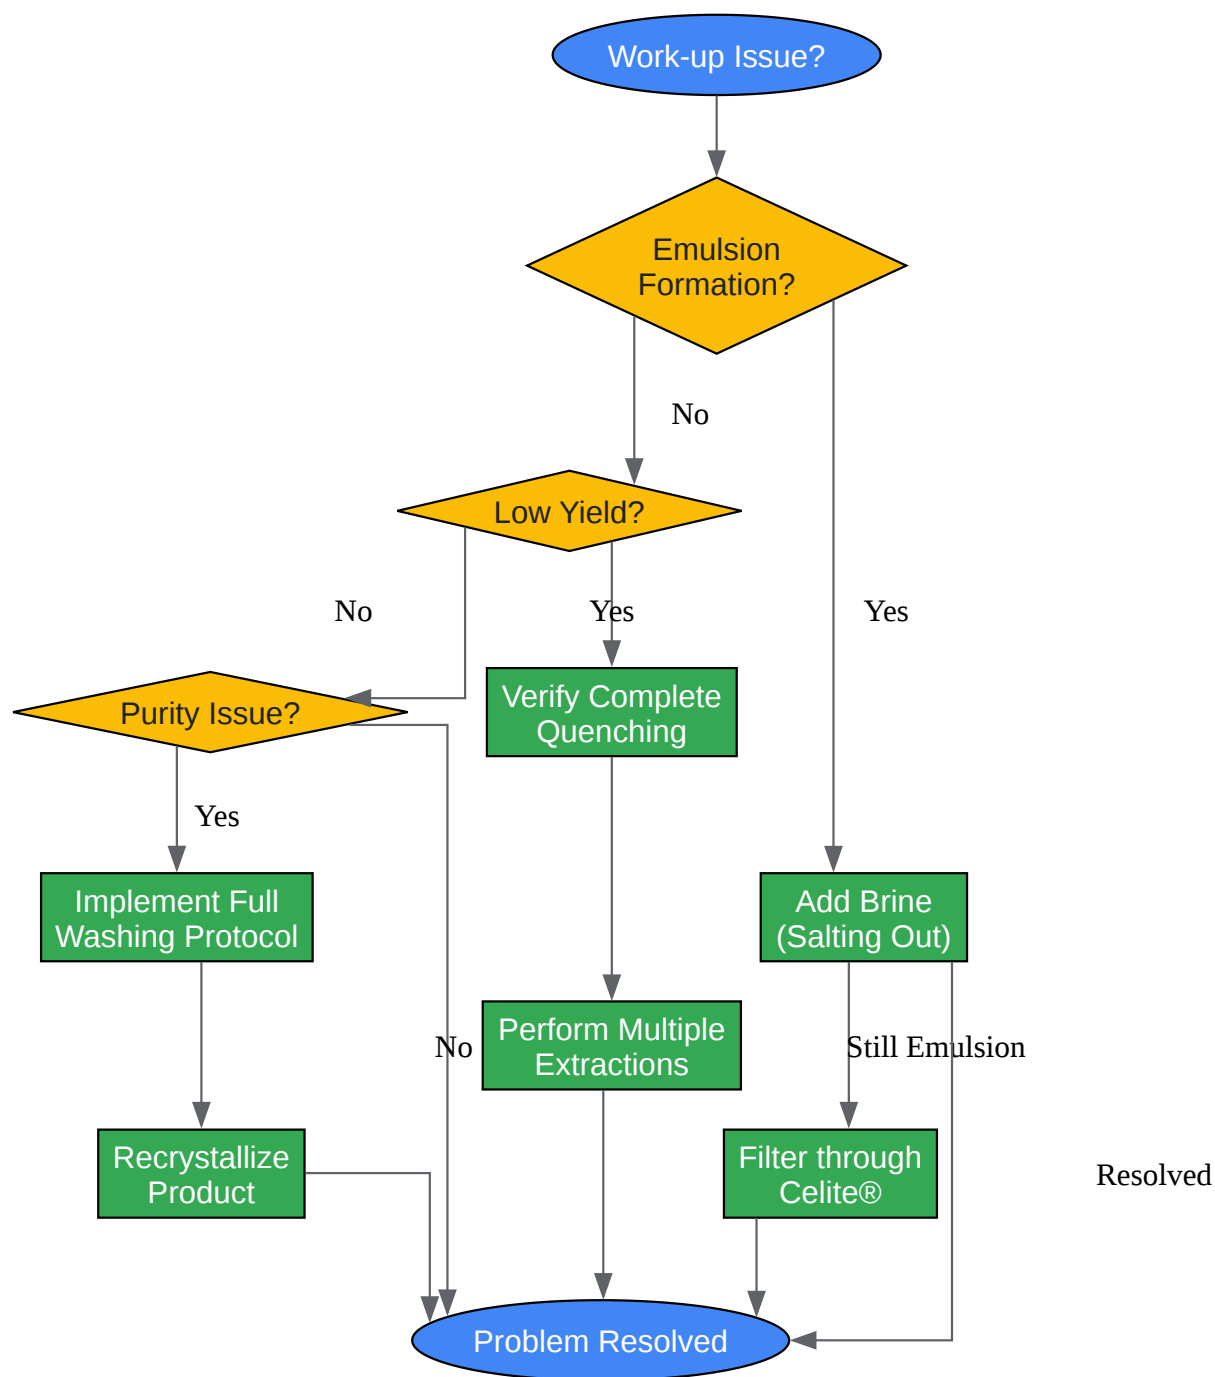 Work-up Issue?
Emulsion
Formation?
No
Low Yield?
No
Yes
Yes
Purity Issue?
Verify Complete
Quenching
Yes
Implement Full
Washing Protocol
Add Brine
(Salting Out)
No
Perform Multiple
Extractions
Still Emulsion
Recrystallize
Product
Filter through
Celite®
Resolved
Problem Resolved